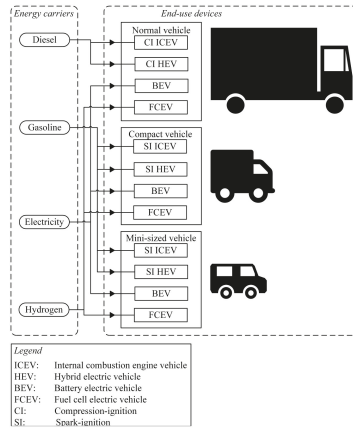 Energy carriers
End-use devices
Diesel
Gasoline
Electricity
Hydrogen
Normal vehicle
CI ICEV
CI HEV
BEV
FCEV
Compact vehicle
SI ICEV
SI HEV
BEV
FCEV
Mini-sized vehicle
SI ICEV
SI HEV
BEV
FCEV
Legend
ICEV: Internal combustion engine vehicle
HEV: Hybrid electric vehicle
BEV: Battery electric vehicle
FCEV: Fuel cell electric vehicle
CI: Compression-ignition
SI: Spark-ignition